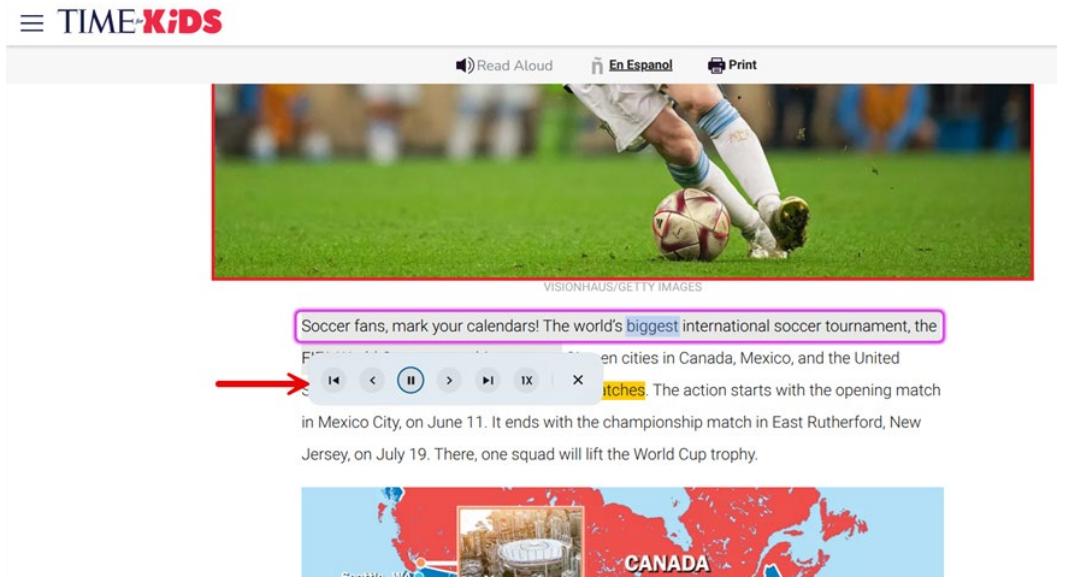 TIME for KiDS
Read Aloud
ñ En Espanol
Print
VISIONHAUS/GETTY IMAGES
Soccer fans, mark your calendars! The world's biggest international soccer tournament, the
en cities in Canada, Mexico, and the United
1X
atches. The action starts with the opening match
in Mexico City, on June 11. It ends with the championship match in East Rutherford, New
Jersey, on July 19. There, one squad will lift the World Cup trophy.
CANADA